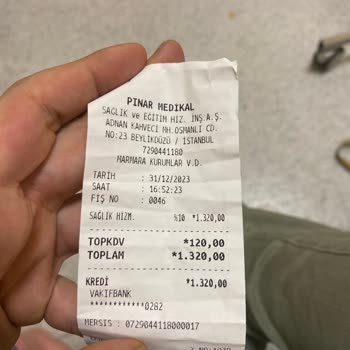 PINAR MEDİKAL
SAĞLIK ve EĞİTİM HİZ. İNŞ.A.Ş.
ADNAN KAHVECİ MH.OSMANLI CD.
NO:23 BEYLİKDÜZÜ / İSTANBUL
7290441180
MARMARA KURUMLAR V.D.
TARİH : 31/12/2023
SAAT : 16:52:23
FİŞ NO : 0046
SAĞLIK HİZM. %10 *1.320,00
TOPKDV *120,00
TOPLAM *1.320,00
KREDİ *1.320,00
VAKIFBANK
************0282
MERSIS : 0729044118000017